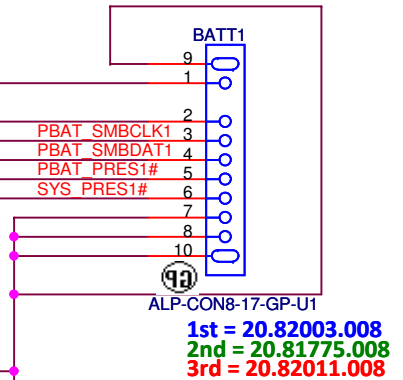 BATT1
9
1
2
PBAT_SMBCLK1 3
PBAT_SMBDAT1 4
PBAT_PRES1# 5
SYS_PRES1# 6
7
8
10
GP
ALP-CON8-17-GP-U1
1st = 20.82003.008
2nd = 20.81775.008
3rd = 20.82011.008